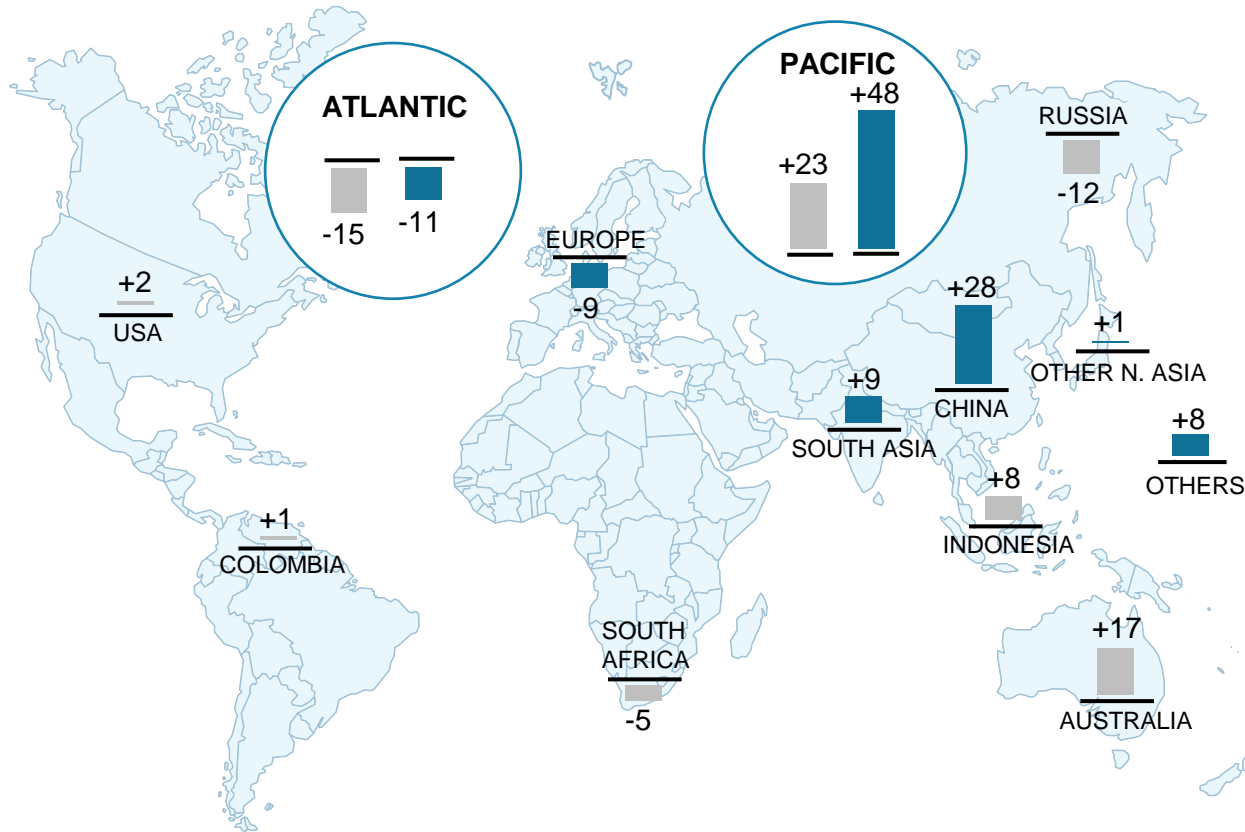 ATLANTIC
-15
-11
PACIFIC
+23
+48
RUSSIA
-12
EUROPE
-9
+2
USA
+28
CHINA
+1
OTHER N. ASIA
+9
SOUTH ASIA
+8
OTHERS
+8
INDONESIA
+1
COLOMBIA
SOUTH
AFRICA
-5
+17
AUSTRALIA